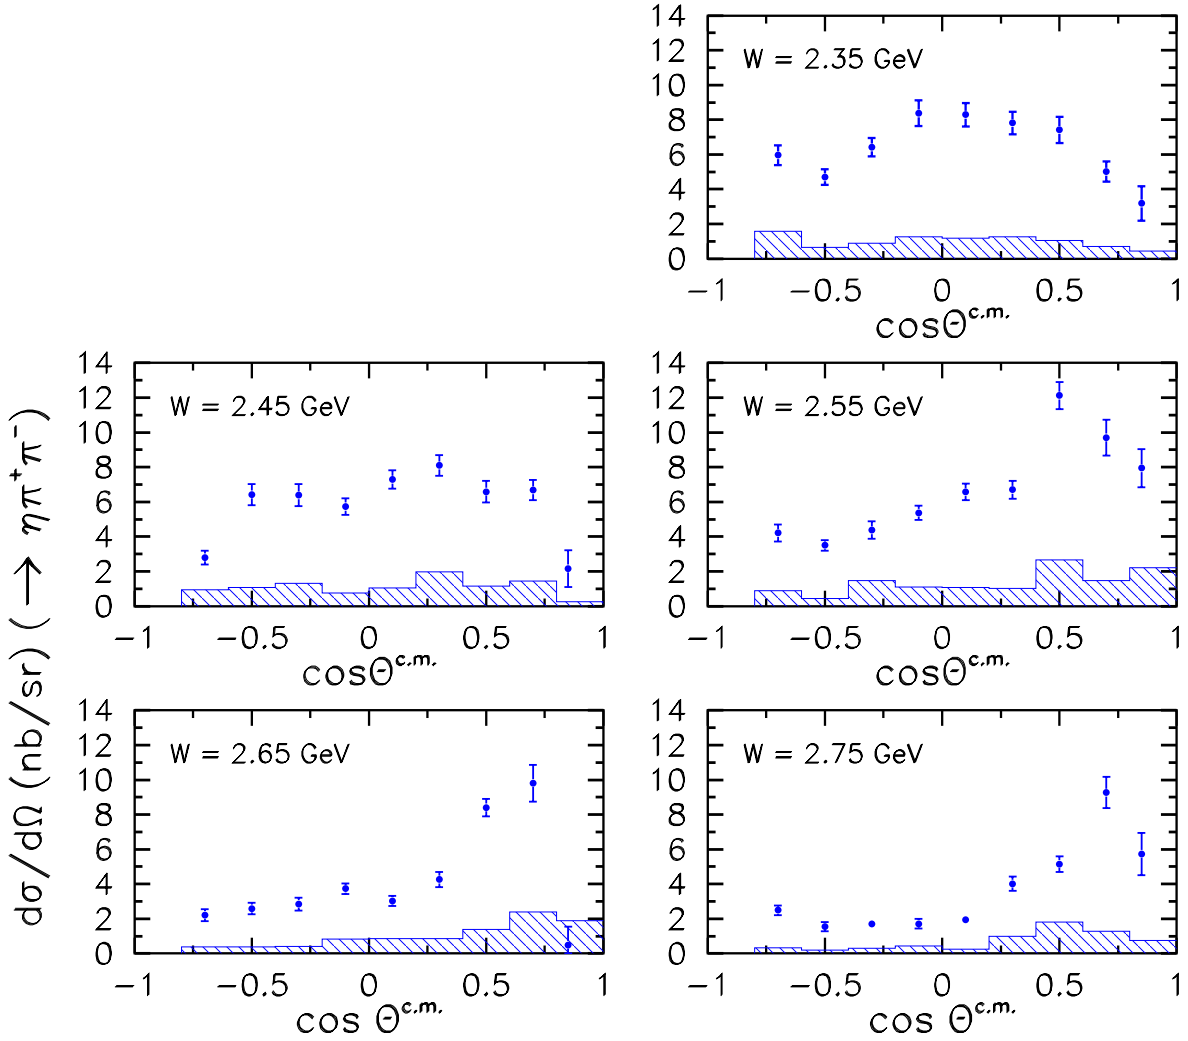 14
12
10
8
6
4
2
0
W = 2.35 GeV
−1 −0.5 0 0.5 1
cosΘc.m.
dσ/dΩ (nb/sr) ( → ηπ+π−)
14
12
10
8
6
4
2
0
W = 2.45 GeV
−1 −0.5 0 0.5 1
cosΘc.m.
14
12
10
8
6
4
2
0
W = 2.55 GeV
−1 −0.5 0 0.5 1
cosΘc.m.
14
12
10
8
6
4
2
0
W = 2.65 GeV
−1 −0.5 0 0.5 1
cos Θc.m.
14
12
10
8
6
4
2
0
W = 2.75 GeV
−1 −0.5 0 0.5 1
cos Θc.m.